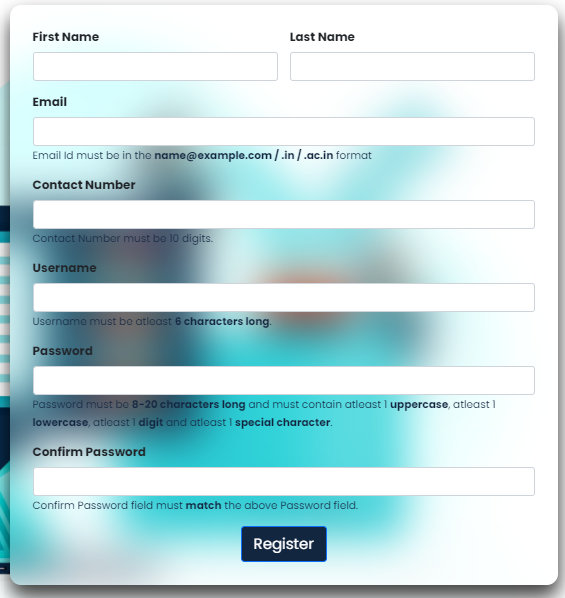 First Name Last Name
Email
Email Id must be in the name@example.com / .in / .ac.in format
Contact Number
Contact Number must be 10 digits.
Username
Username must be atleast 6 characters long.
Password
Password must be 8-20 characters long and must contain atleast 1 uppercase, atleast 1
lowercase, atleast 1 digit and atleast 1 special character.
Confirm Password
Confirm Password field must match the above Password field.
Register